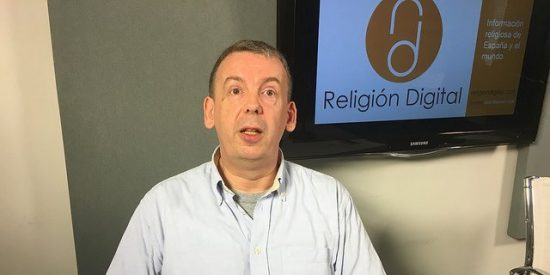 Información
religiosa de
España y el
mundo
Religión Digital
SAMSUNG